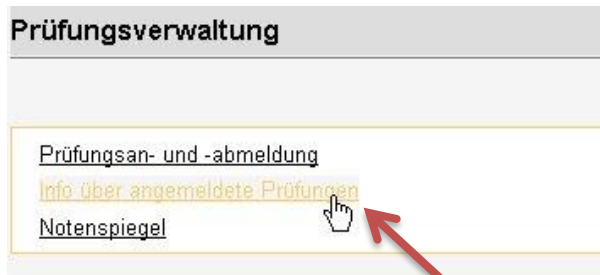 Prüfungsverwaltung
Prüfungsan- und -abmeldung
Info über angemeldete Prüfungen
Notenspiegel